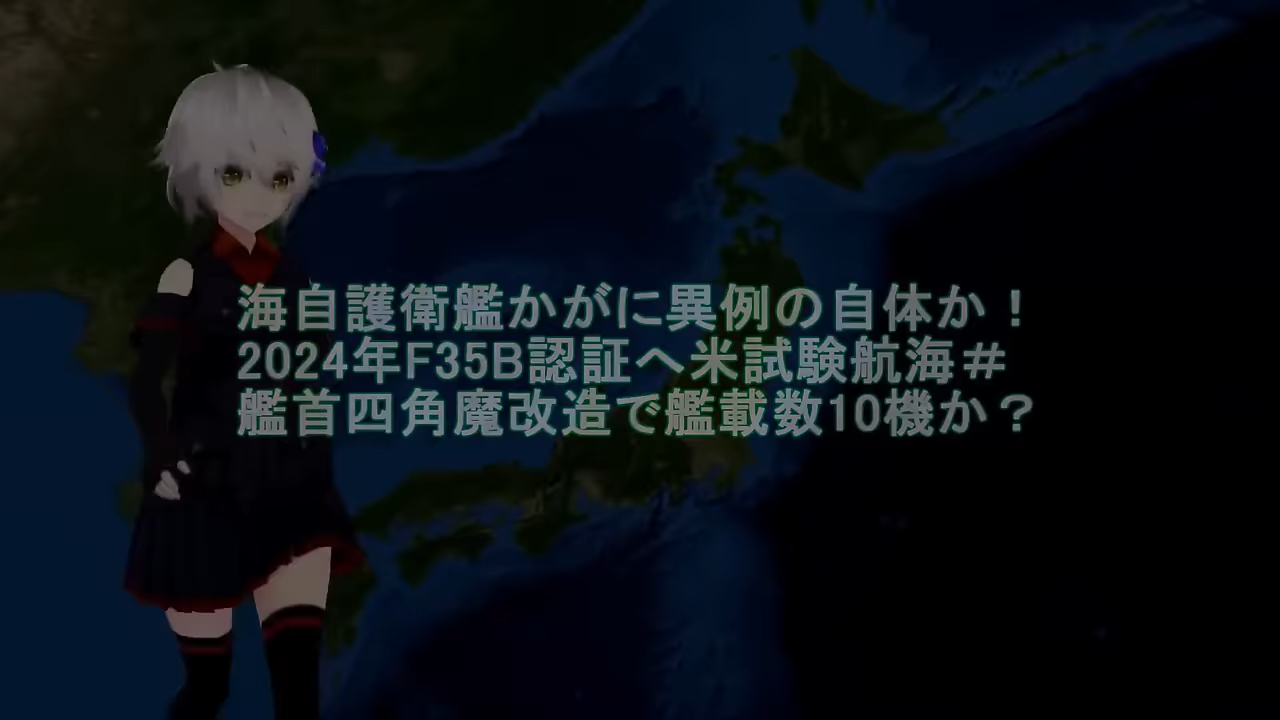 海自護衛艦かがに異例の自体か！
2024年F35B認証へ米試験航海＃
艦首四角魔改造で艦載数10機か？